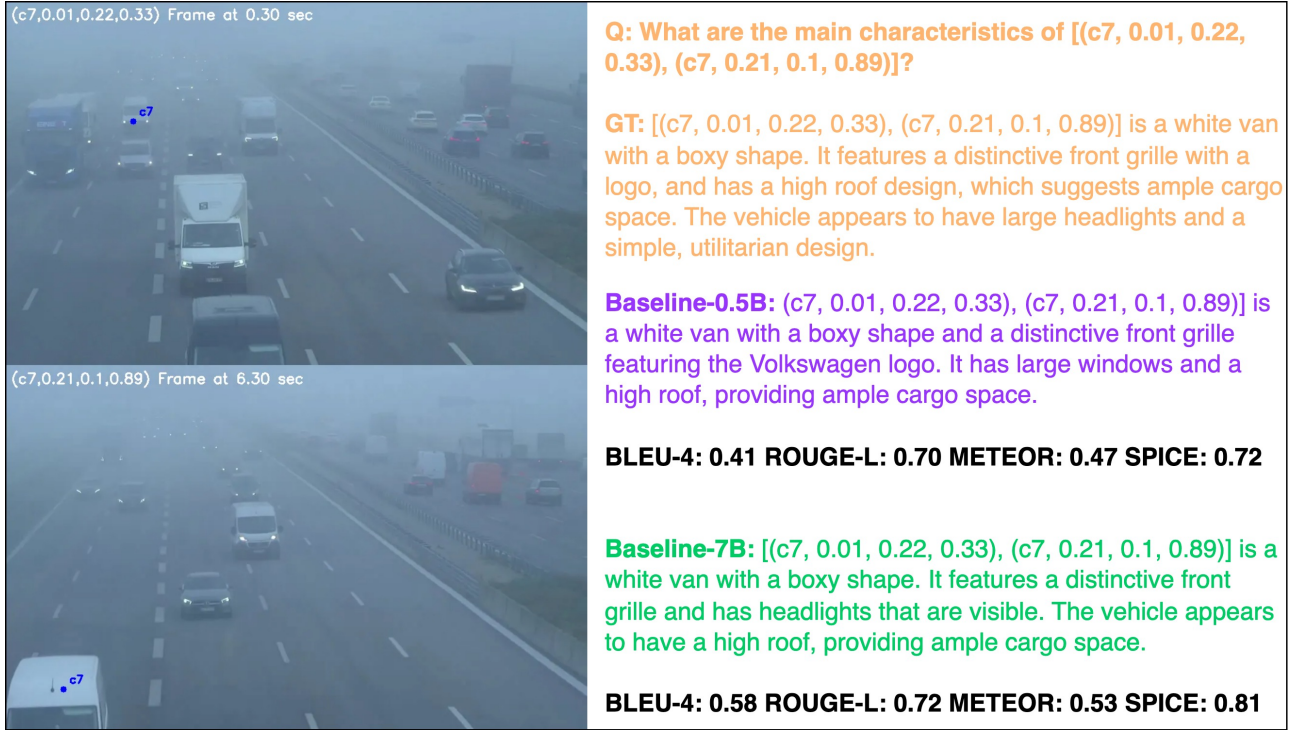 (c7,0.01,0.22,0.33) Frame at 0.30 sec
c7
(c7,0.21,0.1,0.89) Frame at 6.30 sec
c7
Q: What are the main characteristics of [(c7, 0.01, 0.22,
0.33), (c7, 0.21, 0.1, 0.89)]?
GT: [(c7, 0.01, 0.22, 0.33), (c7, 0.21, 0.1, 0.89)] is a white van
with a boxy shape. It features a distinctive front grille with a
logo, and has a high roof design, which suggests ample cargo
space. The vehicle appears to have large headlights and a
simple, utilitarian design.
Baseline-0.5B: (c7, 0.01, 0.22, 0.33), (c7, 0.21, 0.1, 0.89)] is
a white van with a boxy shape and a distinctive front grille
featuring the Volkswagen logo. It has large windows and a
high roof, providing ample cargo space.
BLEU-4: 0.41 ROUGE-L: 0.70 METEOR: 0.47 SPICE: 0.72
Baseline-7B: [(c7, 0.01, 0.22, 0.33), (c7, 0.21, 0.1, 0.89)] is a
white van with a boxy shape. It features a distinctive front
grille and has headlights that are visible. The vehicle appears
to have a high roof, providing ample cargo space.
BLEU-4: 0.58 ROUGE-L: 0.72 METEOR: 0.53 SPICE: 0.81